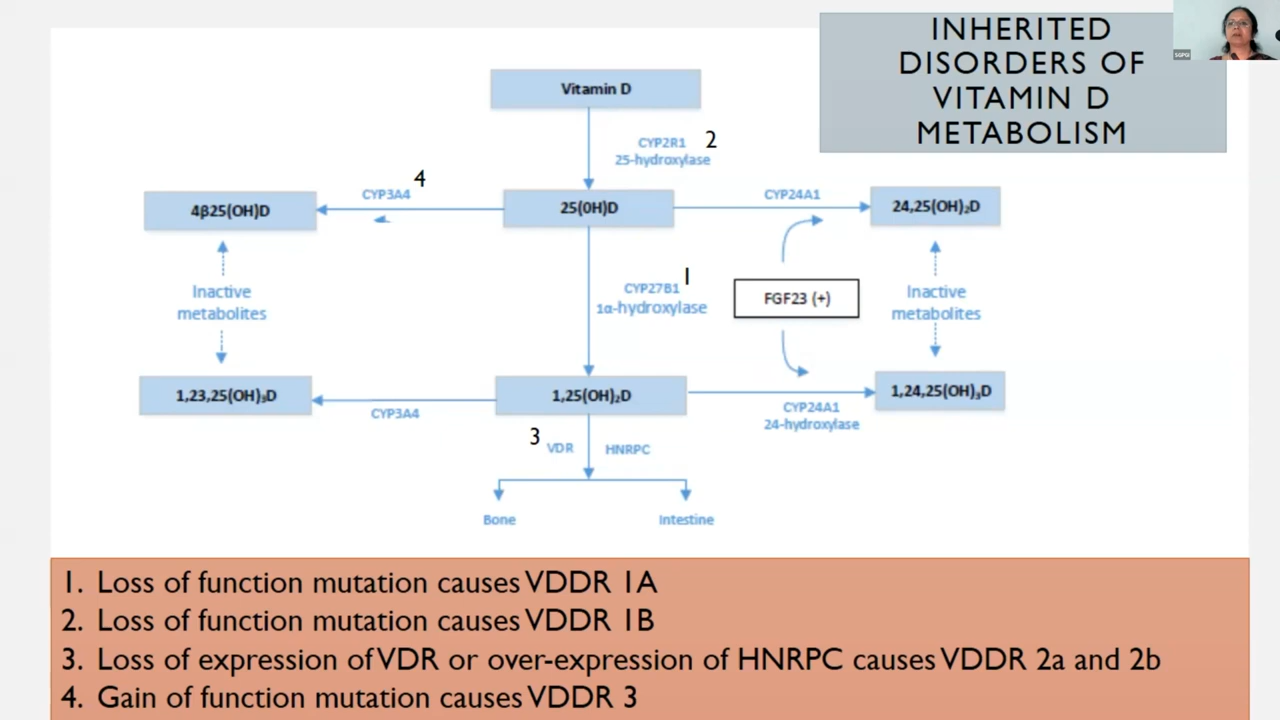 INHERITED
DISORDERS OF
VITAMIN D
METABOLISM
SGPGI
Vitamin D
CYP2R1 2
25-hydroxylase
4
CYP3A4
CYP24A1
4β25(OH)D
25(0H)D
24,25(OH)₂D
Inactive
metabolites
CYP27B1 1
1α-hydroxylase
FGF23 (+)
Inactive
metabolites
1,23,25(OH)₃D
1,25(OH)₂D
1,24,25(OH)₃D
CYP3A4
CYP24A1
24-hydroxylase
3 VDR HNRPC
Bone
Intestine
1. Loss of function mutation causes VDDR 1A
2. Loss of function mutation causes VDDR 1B
3. Loss of expression of VDR or over-expression of HNRPC causes VDDR 2a and 2b
4. Gain of function mutation causes VDDR 3